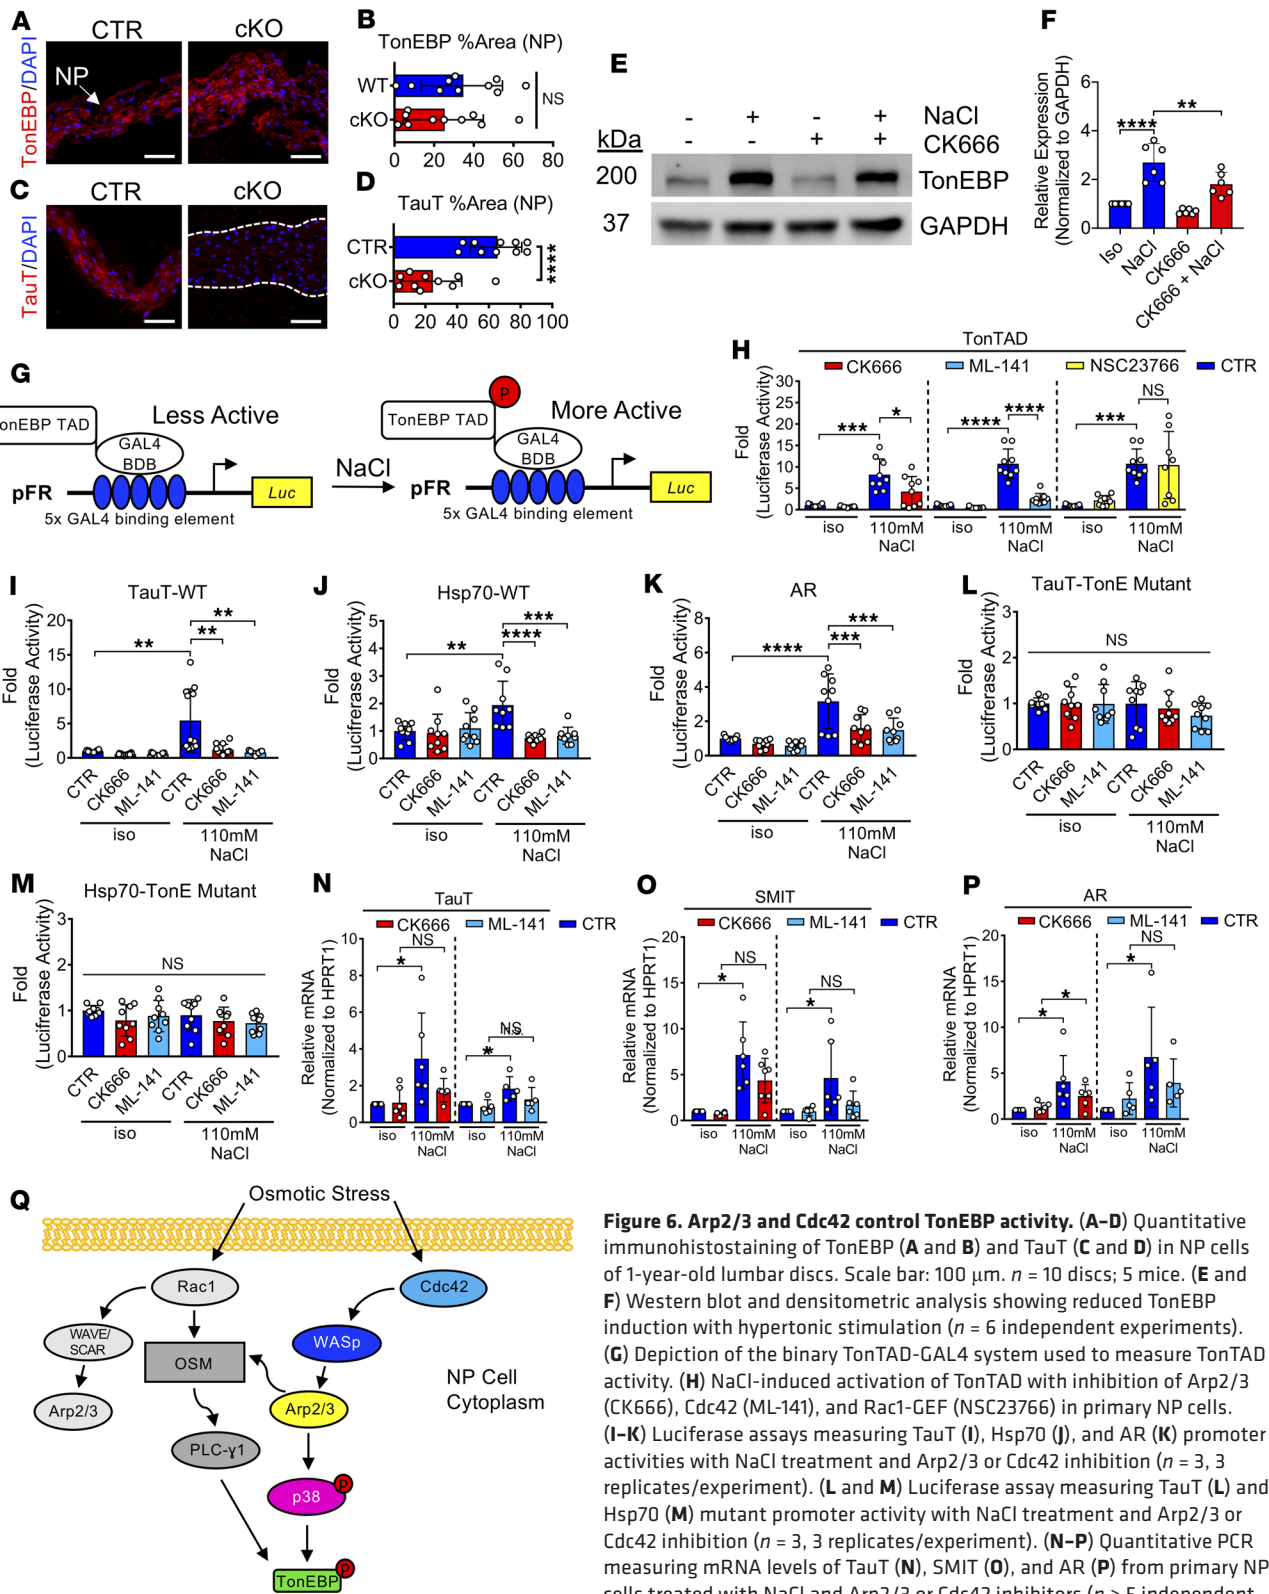 A
CTR
cKO
TonEBP/DAPI
NP
B
TonEBP %Area (NP)
WT
cKO
NS
0 20 40 60 80
C
CTR
cKO
TauT/DAPI
D
TauT %Area (NP)
CTR
cKO
****
0 20 40 60 80 100
E
- + - + NaCl
kDa - - + + CK666
200 TonEBP
37 GAPDH
F
Relative Expression
(Normalized to GAPDH)
6
4
2
0
****
**
Iso
NaCl
CK666
CK666 + NaCl
G
onEBP TAD
Less Active
GAL4
BDB
pFR
Luc
5x GAL4 binding element
NaCl
P
TonEBP TAD
More Active
GAL4
BDB
pFR
Luc
5x GAL4 binding element
H
TonTAD
CK666 ML-141 NSC23766 CTR
Fold
(Luciferase Activity)
30
25
20
15
10
5
0
*** * **** **** *** NS
iso 110mM iso 110mM iso 110mM
NaCl NaCl NaCl
I
TauT-WT
Fold
(Luciferase Activity)
20
15
10
5
0
**
**
**
CTR CK666 ML-141 CTR CK666 ML-141
iso 110mM
NaCl
J
Hsp70-WT
Fold
(Luciferase Activity)
5
4
3
2
1
0
**
***
****
CTR CK666 ML-141 CTR CK666 ML-141
iso 110mM
NaCl
K
AR
Fold
(Luciferase Activity)
8
6
4
2
0
****
***
***
CTR CK666 ML-141 CTR CK666 ML-141
iso 110mM
NaCl
L
TauT-TonE Mutant
Fold
(Lucifrerase Activity)
3
2
1
0
NS
CTR CK666 ML-141 CTR CK666 ML-141
iso 110mM
NaCl
M
Hsp70-TonE Mutant
Fold
(Lucifrerase Activity)
3
2
1
0
NS
CTR CK666 ML-141 CTR CK666 ML-141
iso 110mM
NaCl
N
TauT
CK666 ML-141 CTR
Relative mRNA
(Normalized to HPRT1)
10
8
6
4
2
0
* NS * NS
iso 110mM iso 110mM
NaCl NaCl
O
SMIT
CK666 ML-141 CTR
Relative mRNA
(Normalized to HPRT1)
20
15
10
5
0
* NS * NS
iso 110mM iso 110mM
NaCl NaCl
P
AR
CK666 ML-141 CTR
Relative mRNA
(Normalized to HPRT1)
20
15
10
5
0
* * * NS
iso 110mM iso 110mM
NaCl NaCl
Q
Osmotic Stress
Rac1
Cdc42
WAVE/
SCAR
WASp
OSM
NP Cell
Cytoplasm
Arp2/3
Arp2/3
PLC-γ1
p38
P
TonEBP
P
Figure 6. Arp2/3 and Cdc42 control TonEBP activity. (A–D) Quantitative
immunohistostaining of TonEBP (A and B) and TauT (C and D) in NP cells
of 1-year-old lumbar discs. Scale bar: 100 μm. n = 10 discs; 5 mice. (E and
F) Western blot and densitometric analysis showing reduced TonEBP
induction with hypertonic stimulation (n = 6 independent experiments).
(G) Depiction of the binary TonTAD-GAL4 system used to measure TonTAD
activity. (H) NaCl-induced activation of TonTAD with inhibition of Arp2/3
(CK666), Cdc42 (ML-141), and Rac1-GEF (NSC23766) in primary NP cells.
(I–K) Luciferase assays measuring TauT (I), Hsp70 (J), and AR (K) promoter
activities with NaCl treatment and Arp2/3 or Cdc42 inhibition (n = 3, 3
replicates/experiment). (L and M) Luciferase assay measuring TauT (L) and
Hsp70 (M) mutant promoter activity with NaCl treatment and Arp2/3 or
Cdc42 inhibition (n = 3, 3 replicates/experiment). (N–P) Quantitative PCR
measuring mRNA levels of TauT (N), SMIT (O), and AR (P) from primary NP
cells treated with NaCl and Arp2/3 or Cdc42 inhibitors (n > 5 independent